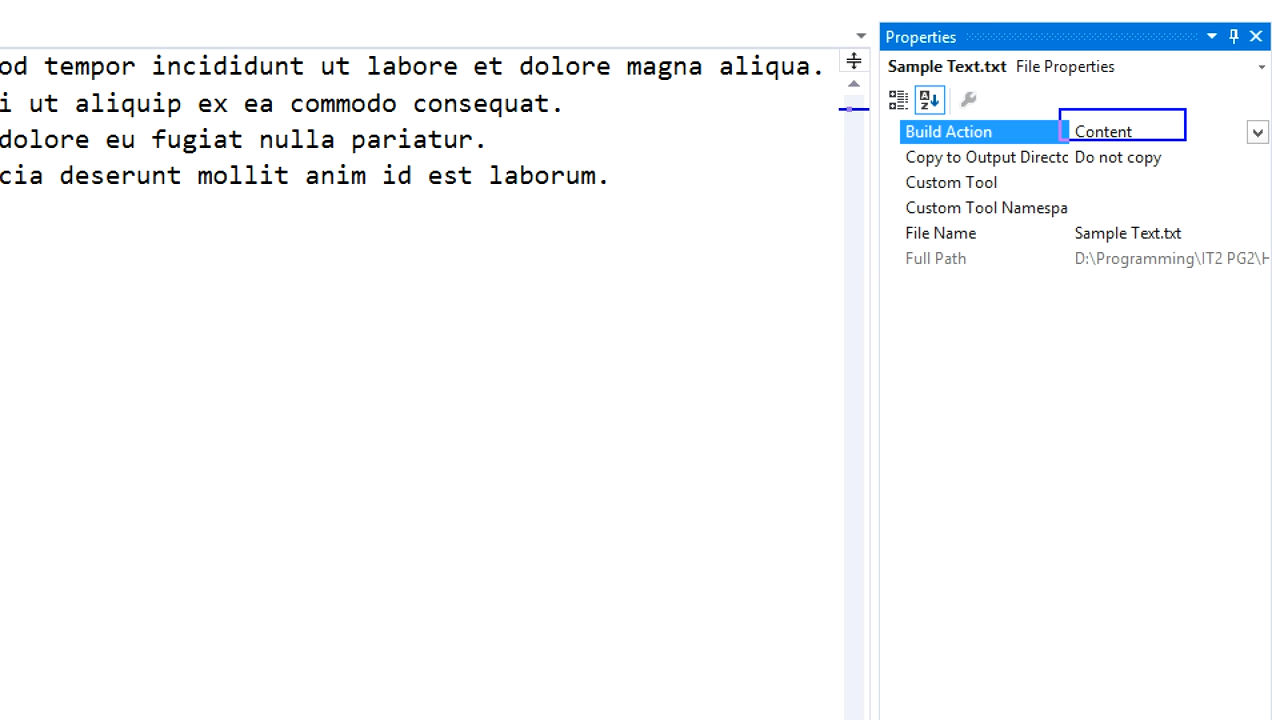 od tempor incididunt ut labore et dolore magna aliqua.
i ut aliquip ex ea commodo consequat.
dolore eu fugiat nulla pariatur.
cia deserunt mollit anim id est laborum.
Properties
Sample Text.txt File Properties
Build Action Content
Copy to Output Directo Do not copy
Custom Tool
Custom Tool Namespa
File Name Sample Text.txt
Full Path D:\Programming\IT2 PG2\H